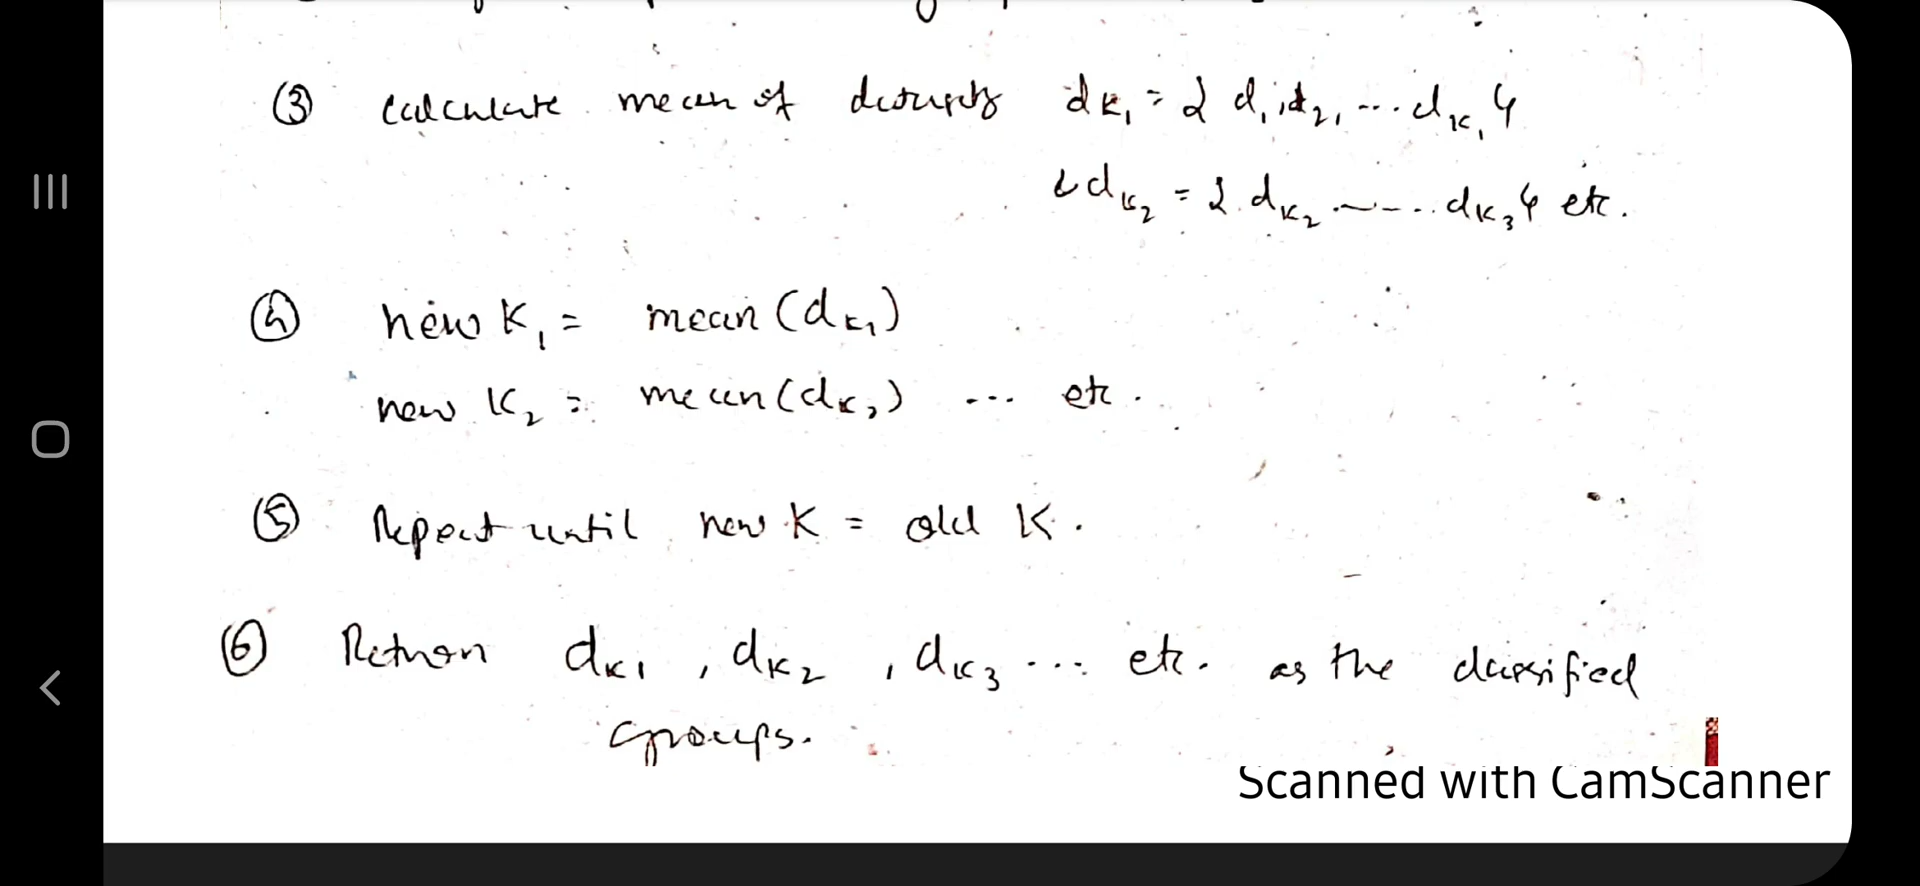 ③ calculate mean of datasets dk₁ = { d₁, d₂, ... dk₁ }
& dk₂ = { dk₂ ------ dk₃ } etc.
④ new K₁ = mean (dk₁)
new K₂ = mean (dk₂) ... etc.
⑤ Repeat until new K = old K.
⑥ Return dk1, dk2, dk3 .... etc. as the classified
groups.
Scanned with CamScanner